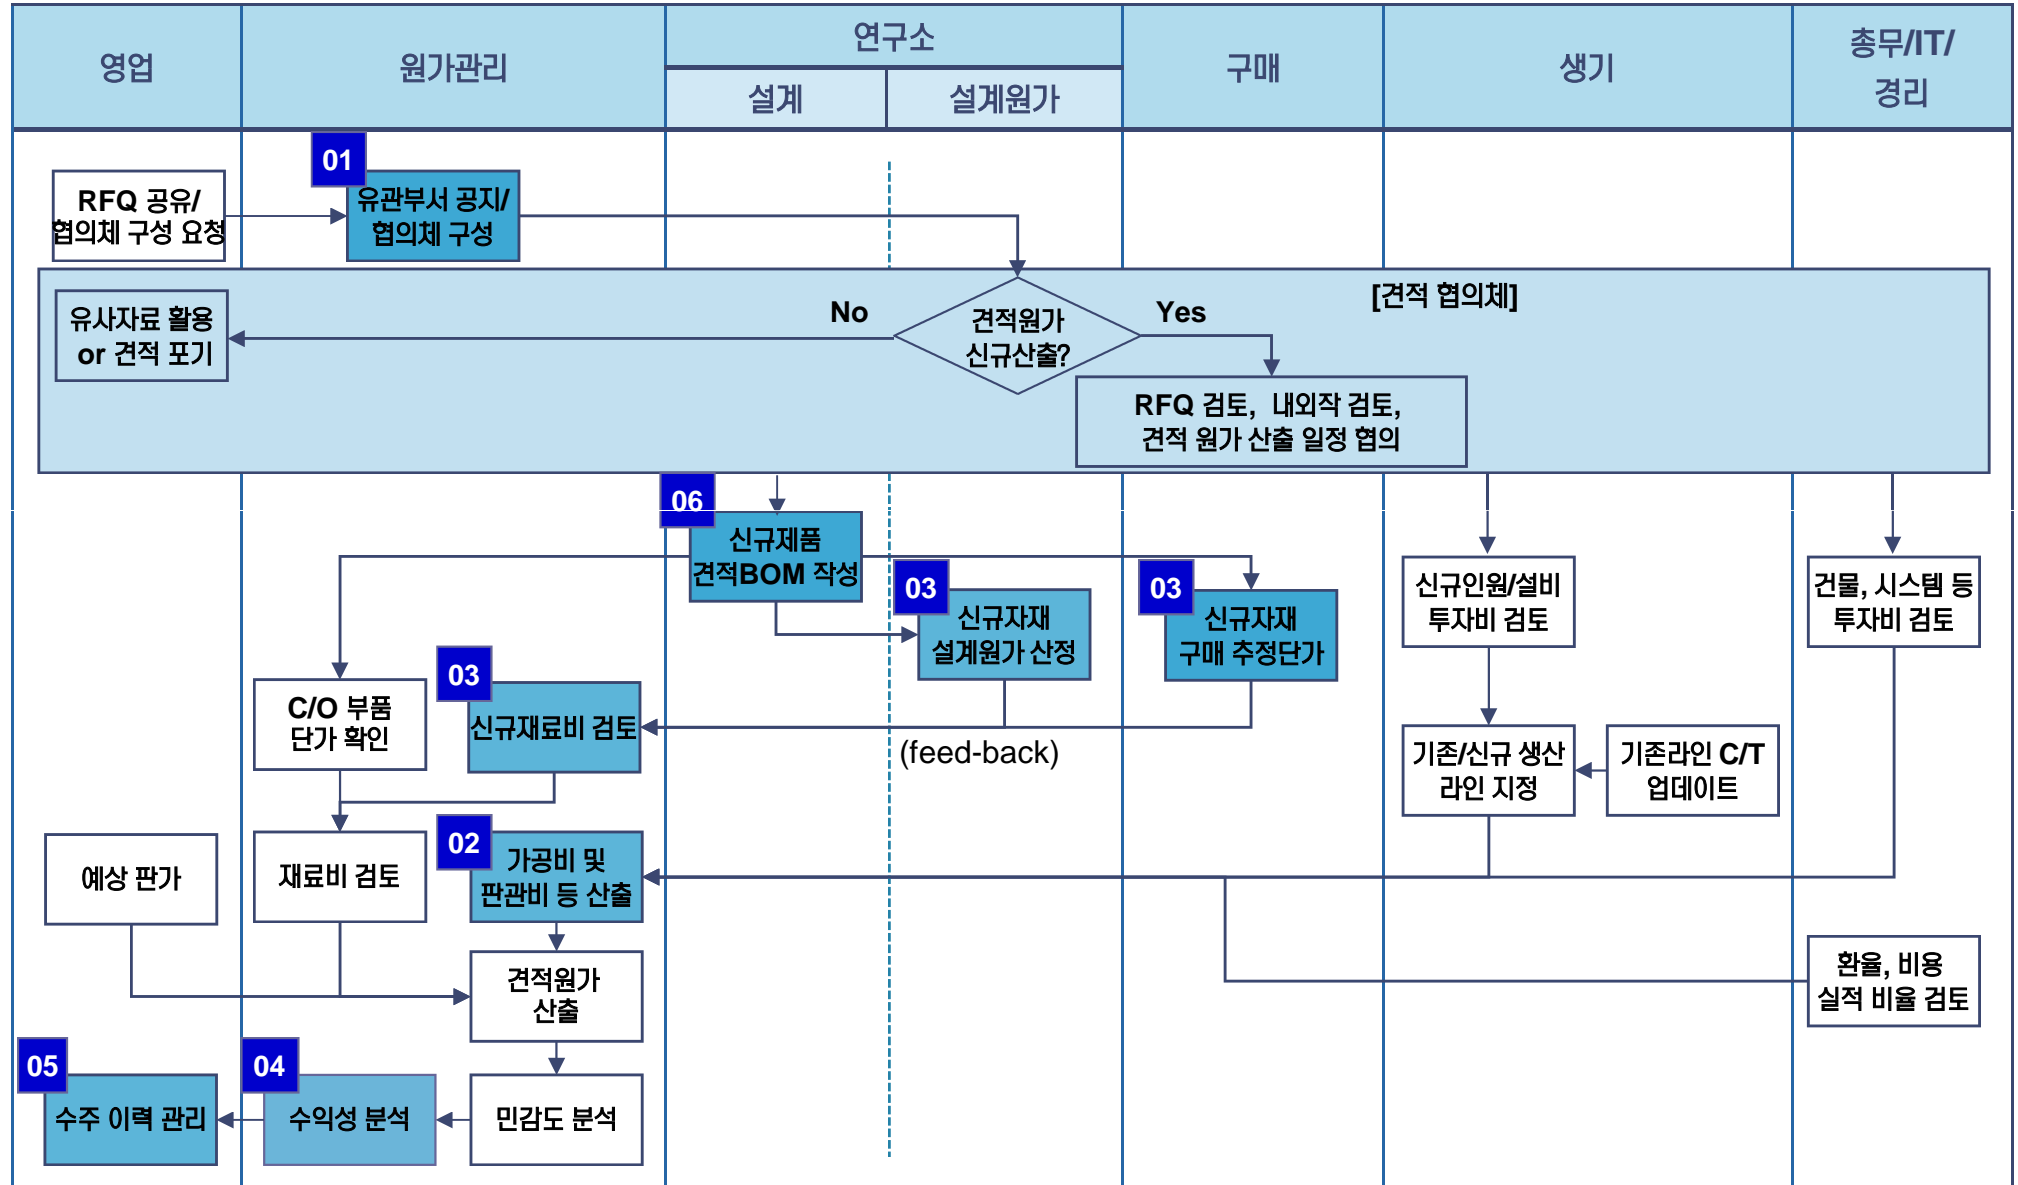 영업
원가관리
연구소
설계
설계원가
구매
생기
총무/IT/
경리
01
RFQ 공유/
협의체 구성 요청
유관부서 공지/
협의체 구성
[견적 협의체]
유사자료 활용
or 견적 포기
No
견적원가
신규산출?
Yes
RFQ 검토, 내외작 검토,
견적 원가 산출 일정 협의
06
신규제품
견적BOM 작성
03
신규자재
설계원가 산정
03
신규자재
구매 추정단가
신규인원/설비
투자비 검토
건물, 시스템 등
투자비 검토
C/O 부품
단가 확인
03
신규재료비 검토
(feed-back)
기존/신규 생산
라인 지정
기존라인 C/T
업데이트
예상 판가
재료비 검토
02
가공비 및
판관비 등 산출
견적원가
산출
환율, 비용
실적 비율 검토
05
수주 이력 관리
04
수익성 분석
민감도 분석